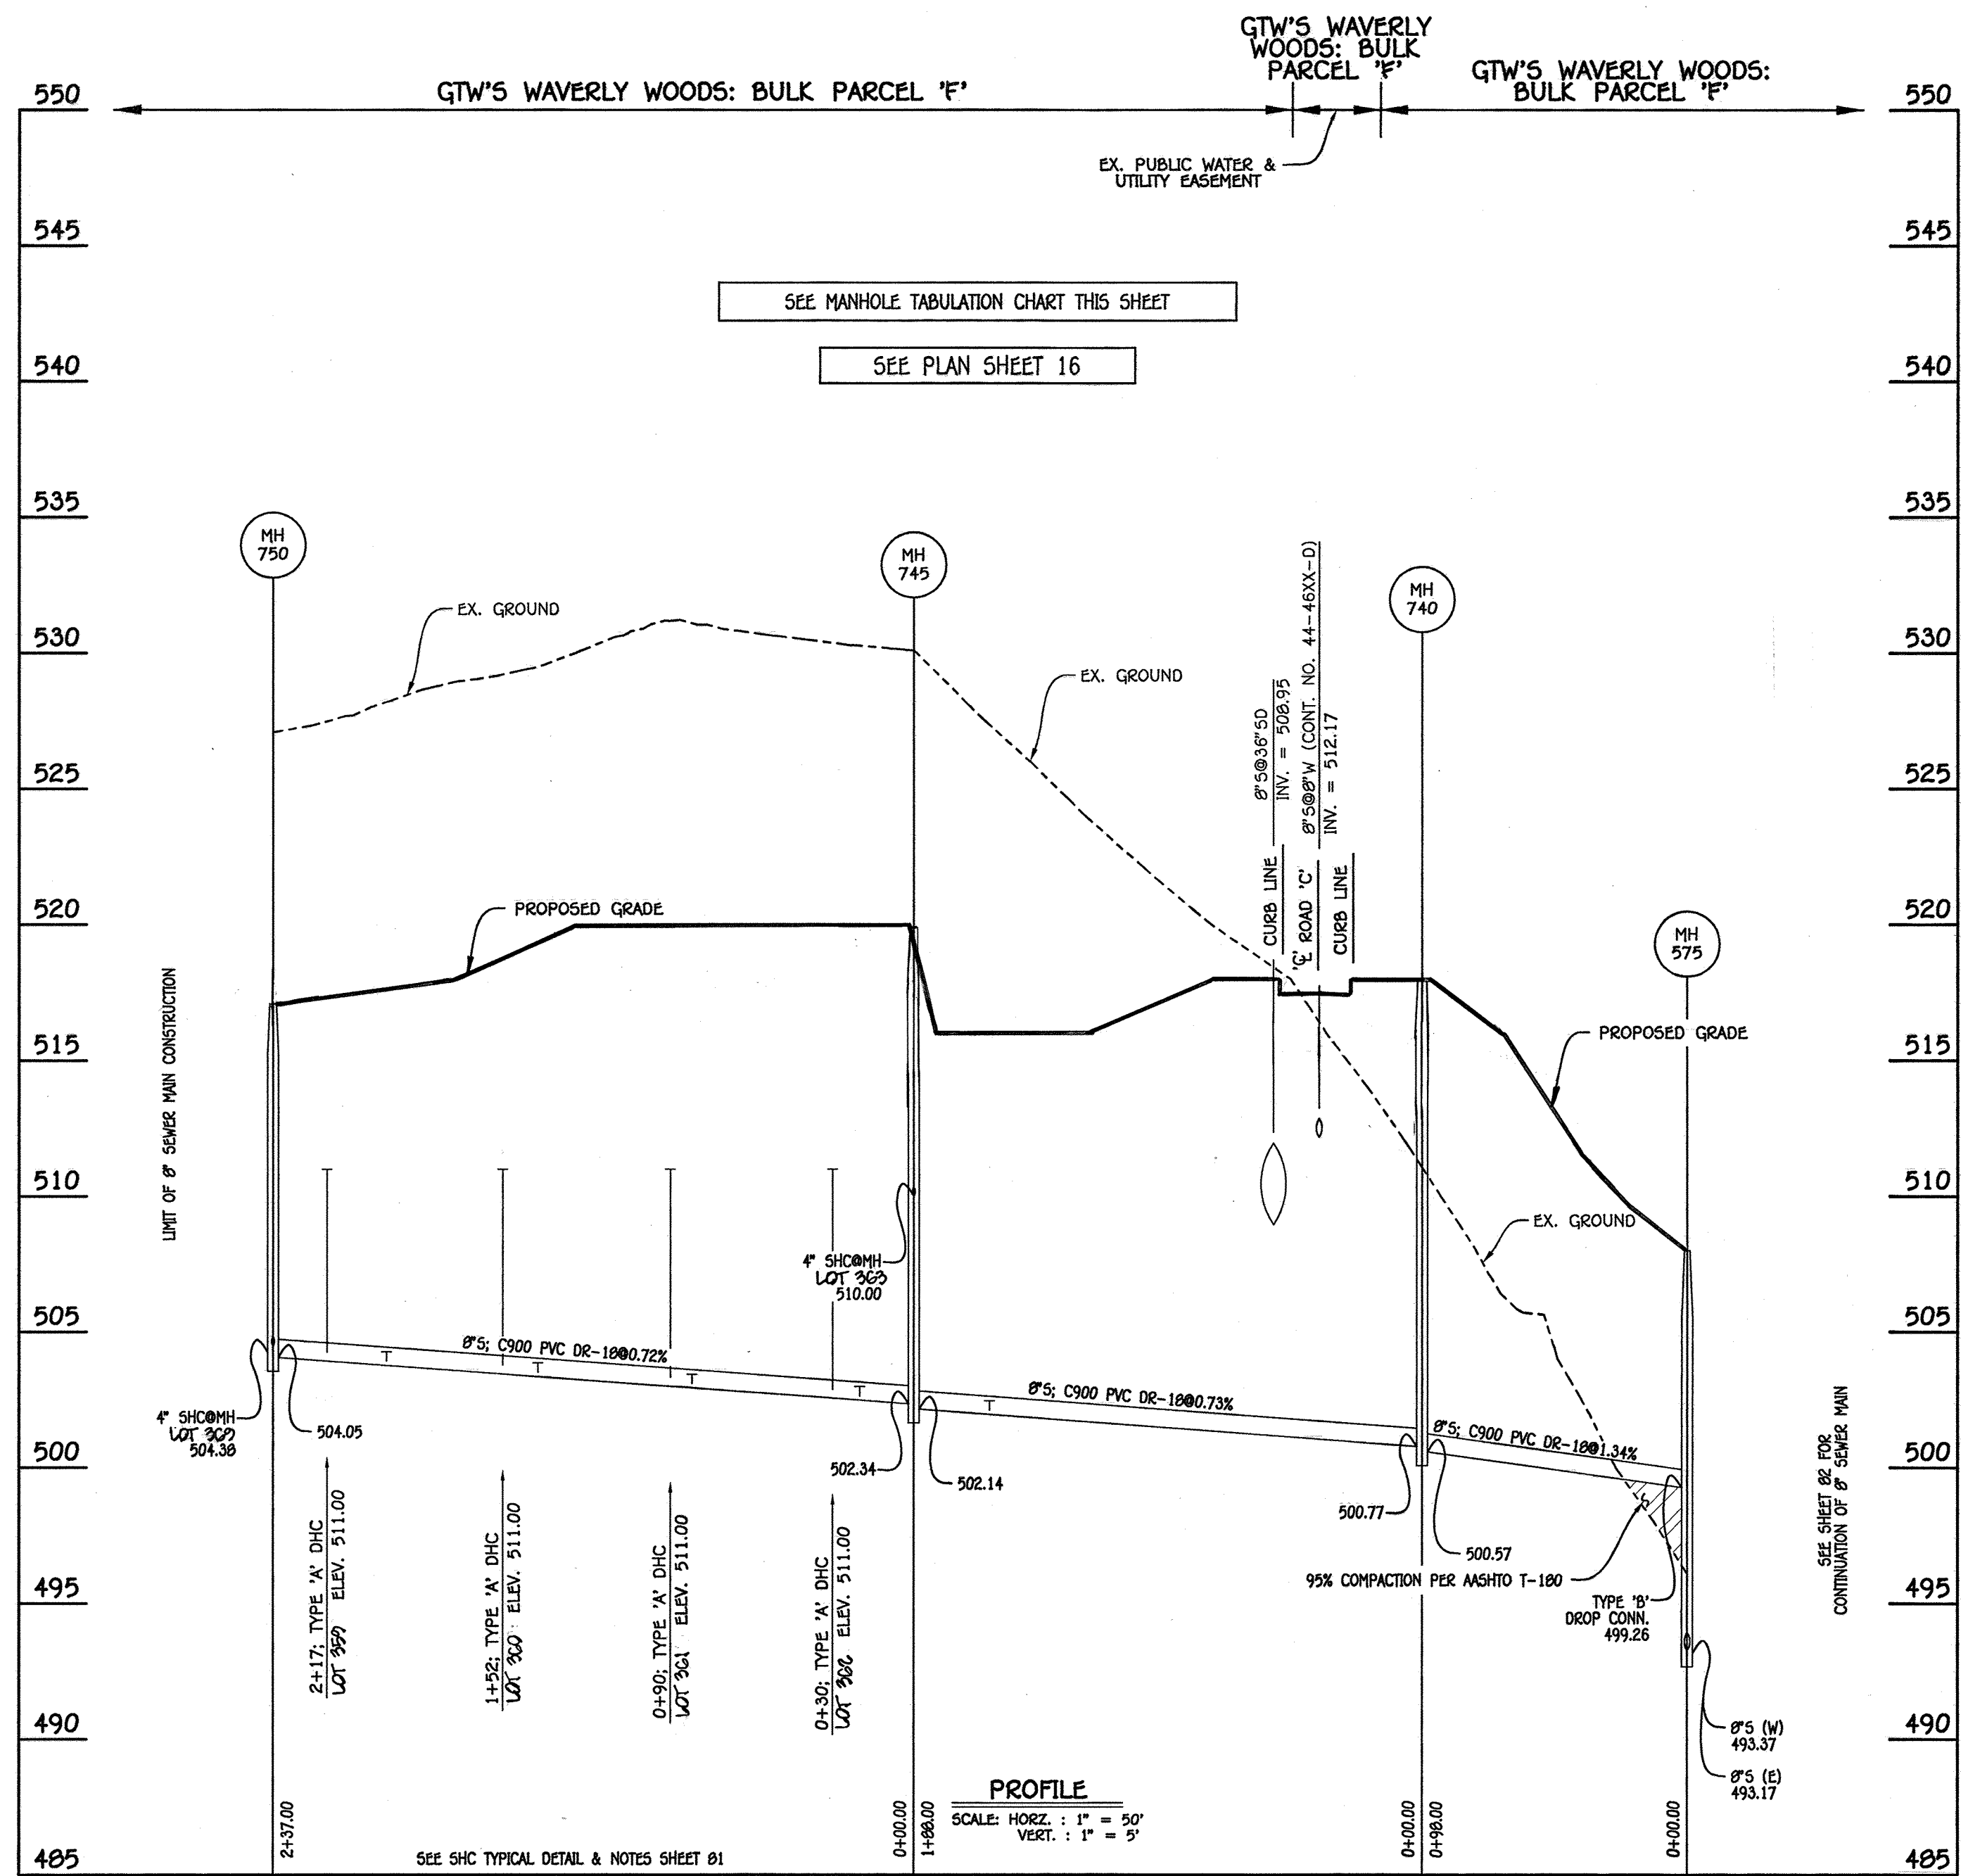 GTW'S WAVERLY
WOODS: BULK
PARCEL 'F'
GTW'S WAVERLY WOODS: BULK PARCEL 'F'
GTW'S WAVERLY WOODS:
BULK PARCEL 'F'
550
550
EX. PUBLIC WATER &
UTILITY EASEMENT
545
545
SEE MANHOLE TABULATION CHART THIS SHEET
540
540
SEE PLAN SHEET 16
535
535
MH
750
MH
745
MH
740
MH
575
530
530
EX. GROUND
EX. GROUND
525
525
8"S@36"SD
INV. = 508.95
8"S@8"W (CONT. NO. 44-46XX-D)
INV. = 512.17
CURB LINE
ROAD 'C'
CURB LINE
520
520
PROPOSED GRADE
PROPOSED GRADE
515
515
LIMIT OF 8" SEWER MAIN CONSTRUCTION
510
510
EX. GROUND
4" SHC@MH
LOT 363
510.00
505
505
8"S; C900 PVC DR-18@0.72%
8"S; C900 PVC DR-18@0.73%
8"S; C900 PVC DR-18@1.34%
4" SHC@MH
LOT
504.38
504.05
502.34
502.14
500.77
500.57
500
500
95% COMPACTION PER AASHTO T-180
TYPE 'B'
DROP CONN.
499.26
SEE SHEET 82 FOR
CONTINUATION OF 8" SEWER MAIN
495
495
2+17; TYPE 'A' DHC
LOT 359 ELEV. 511.00
1+52; TYPE 'A' DHC
LOT 360 ELEV. 511.00
0+90; TYPE 'A' DHC
LOT 361 ELEV. 511.00
0+30; TYPE 'A' DHC
LOT 362 ELEV. 511.00
490
490
8"S (W)
493.37
8"S (E)
493.17
PROFILE
SCALE: HORZ. : 1" = 50'
VERT. : 1" = 5'
2+37.00
0+00.00
1+88.00
0+00.00
0+98.00
0+00.00
485
485
SEE SHC TYPICAL DETAIL & NOTES SHEET 81